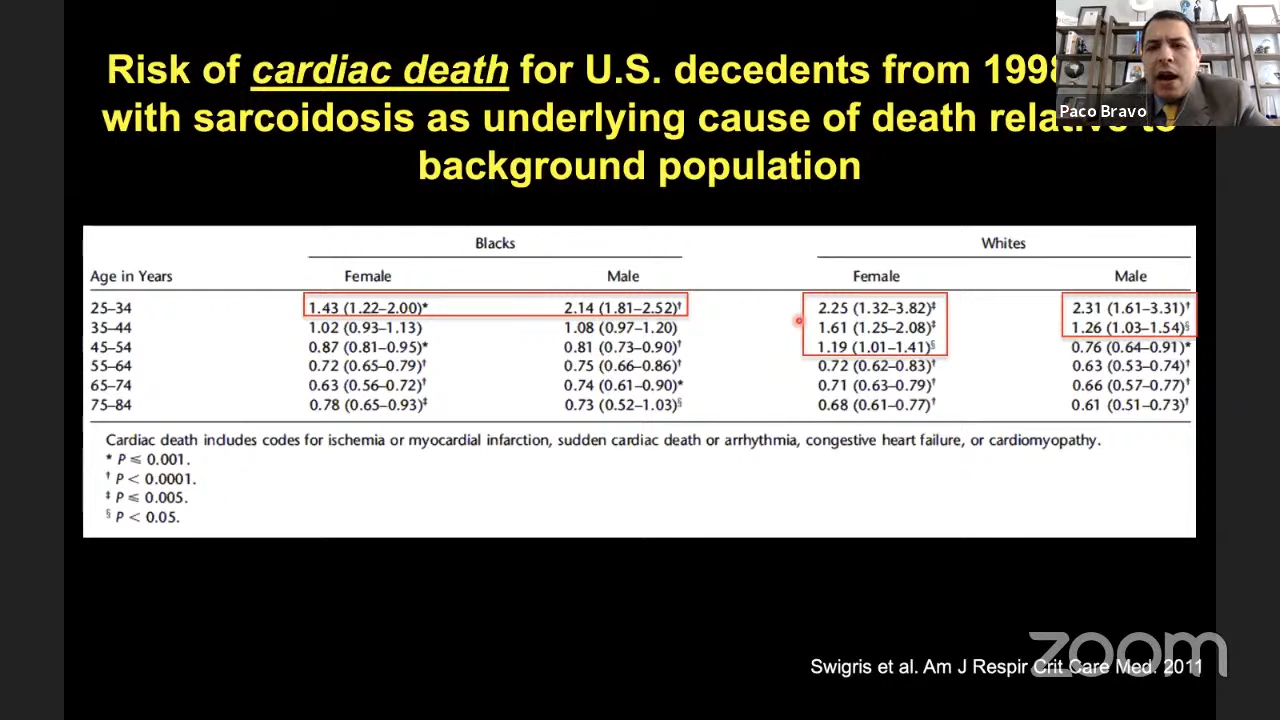 Risk of cardiac death for U.S. decedents from 1998
with sarcoidosis as underlying cause of death relative to
background population
Paco Bravo
Blacks Whites
Age in Years Female Male Female Male
25–34 1.43 (1.22–2.00)* 2.14 (1.81–2.52)† 2.25 (1.32–3.82)‡ 2.31 (1.61–3.31)†
35–44 1.02 (0.93–1.13) 1.08 (0.97–1.20) 1.61 (1.25–2.08)‡ 1.26 (1.03–1.54)§
45–54 0.87 (0.81–0.95)* 0.81 (0.73–0.90)† 1.19 (1.01–1.41)§ 0.76 (0.64–0.91)*
55–64 0.72 (0.65–0.79)† 0.75 (0.66–0.86)† 0.72 (0.62–0.83)† 0.63 (0.53–0.74)†
65–74 0.63 (0.56–0.72)† 0.74 (0.61–0.90)* 0.71 (0.63–0.79)† 0.66 (0.57–0.77)†
75–84 0.78 (0.65–0.93)‡ 0.73 (0.52–1.03)§ 0.68 (0.61–0.77)† 0.61 (0.51–0.73)†
Cardiac death includes codes for ischemia or myocardial infarction, sudden cardiac death or arrhythmia, congestive heart failure, or cardiomyopathy.
* P ≤ 0.001.
† P < 0.0001.
‡ P ≤ 0.005.
§ P < 0.05.
zoom
Swigris et al. Am J Respir Crit Care Med. 2011